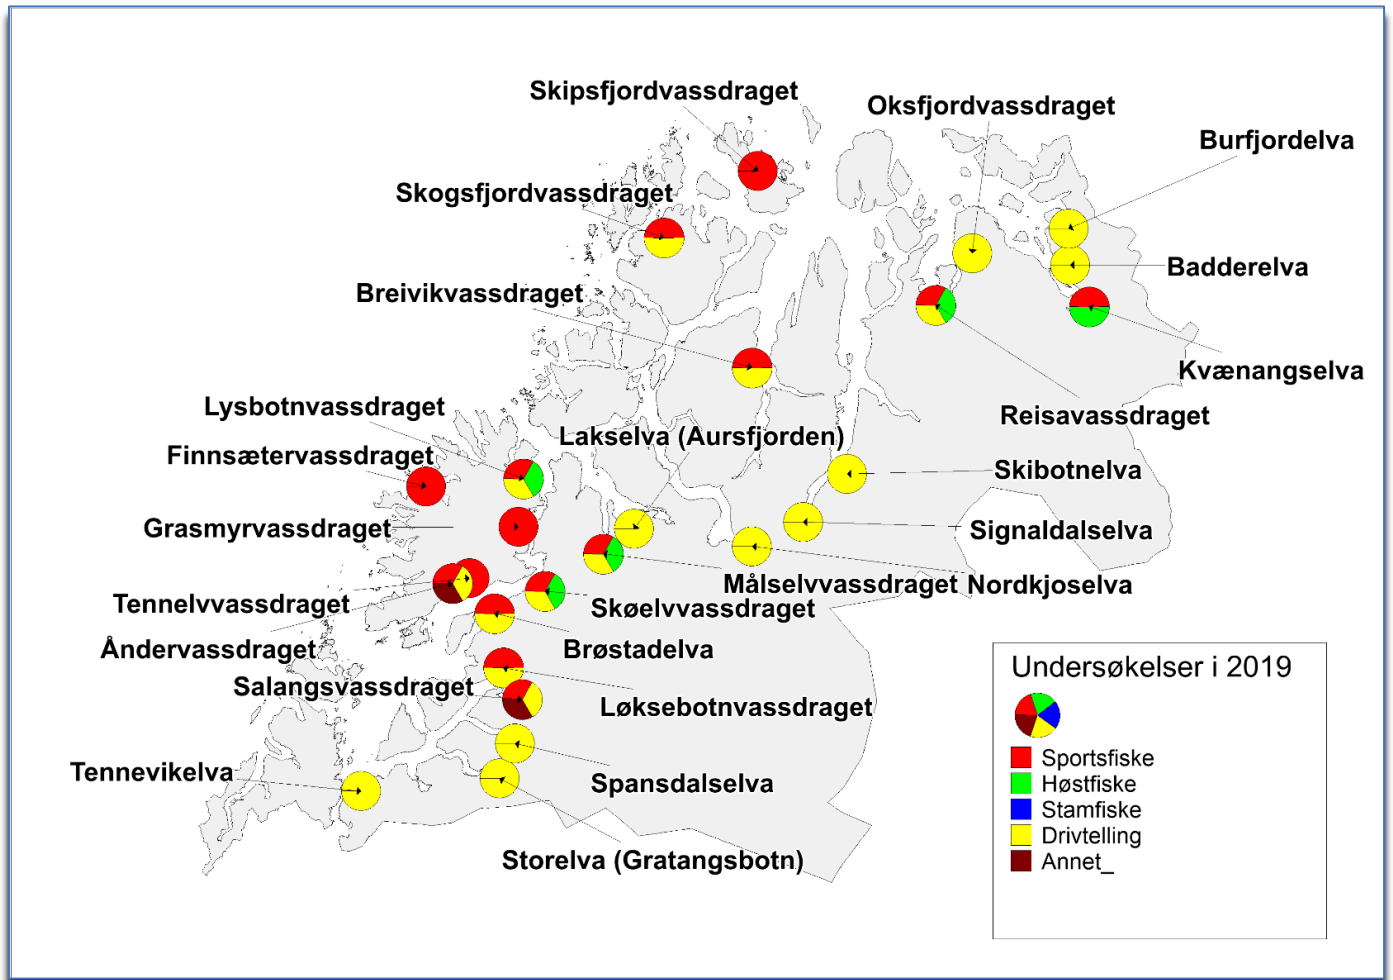 Skipsfjordvassdraget
Oksfjordvassdraget
Burfjordelva
Skogsfjordvassdraget
Badderelva
Breivikvassdraget
Kvænangselva
Lysbotnvassdraget
Reisavassdraget
Lakselva (Aursfjorden)
Finnsætervassdraget
Skibotnelva
Grasmyrvassdraget
Signaldalselva
Målselvvassdraget
Nordkjoselva
Tennelvvassdraget
Skøelvvassdraget
Åndervassdraget
Brøstadelva
Salangsvassdraget
Løksebotnvassdraget
Tennevikelva
Spansdalselva
Storelva (Gratangsbotn)
Undersøkelser i 2019
Sportsfiske
Høstfiske
Stamfiske
Drivtelling
Annet_